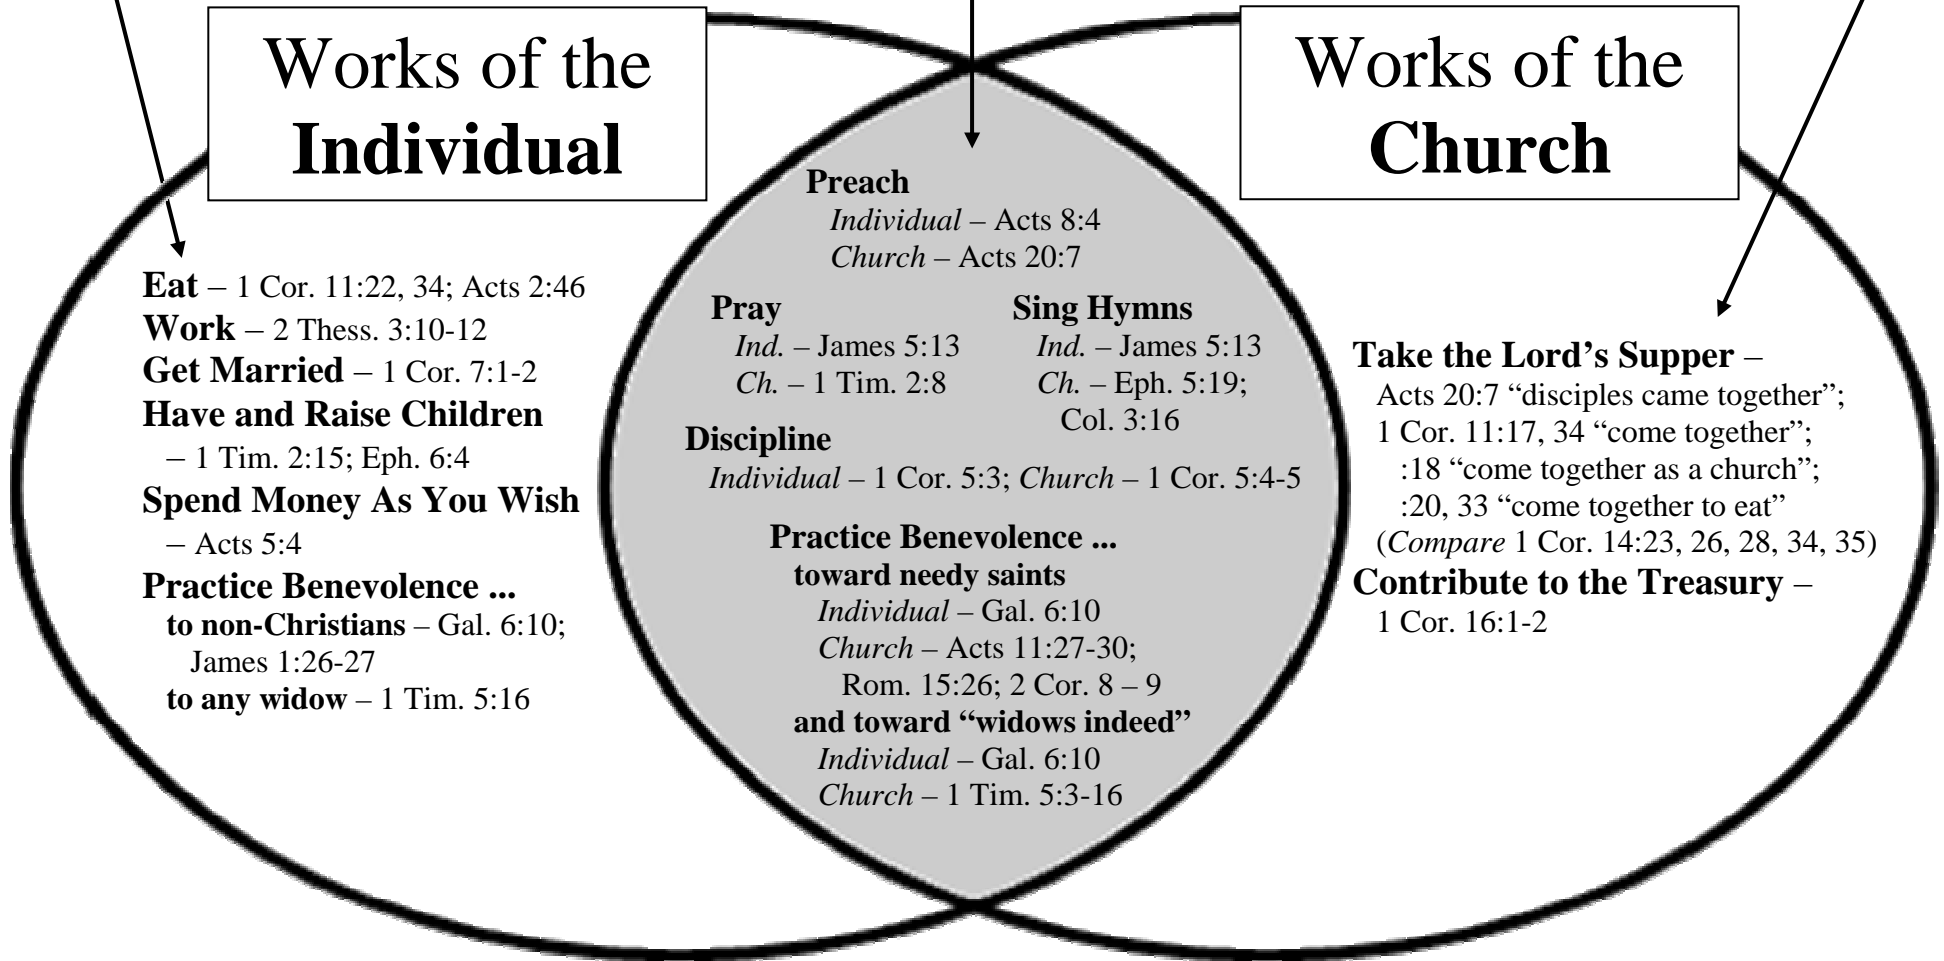 Works of the
Individual
Works of the
Church
Eat – 1 Cor. 11:22, 34; Acts 2:46
Work – 2 Thess. 3:10-12
Get Married – 1 Cor. 7:1-2
Have and Raise Children
– 1 Tim. 2:15; Eph. 6:4
Spend Money As You Wish
– Acts 5:4
Practice Benevolence ...
to non-Christians – Gal. 6:10;
James 1:26-27
to any widow – 1 Tim. 5:16
Preach
Individual – Acts 8:4
Church – Acts 20:7
Pray
Ind. – James 5:13
Ch. – 1 Tim. 2:8
Sing Hymns
Ind. – James 5:13
Ch. – Eph. 5:19;
Col. 3:16
Discipline
Individual – 1 Cor. 5:3; Church – 1 Cor. 5:4-5
Practice Benevolence ...
toward needy saints
Individual – Gal. 6:10
Church – Acts 11:27-30;
Rom. 15:26; 2 Cor. 8 – 9
and toward “widows indeed”
Individual – Gal. 6:10
Church – 1 Tim. 5:3-16
Take the Lord’s Supper –
Acts 20:7 “disciples came together”;
1 Cor. 11:17, 34 “come together”;
:18 “come together as a church”;
:20, 33 “come together to eat”
(Compare 1 Cor. 14:23, 26, 28, 34, 35)
Contribute to the Treasury –
1 Cor. 16:1-2